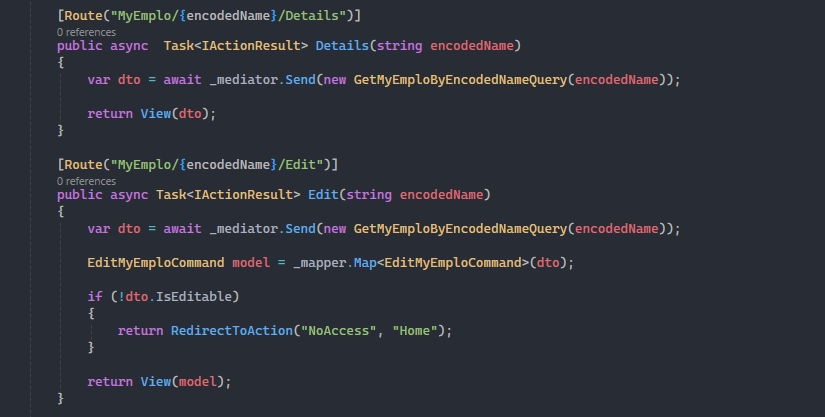 [Route("MyEmplo/{encodedName}/Details")]
0 references
public async  Task<IActionResult> Details(string encodedName)
{
    var dto = await _mediator.Send(new GetMyEmploByEncodedNameQuery(encodedName));
    return View(dto);
}
[Route("MyEmplo/{encodedName}/Edit")]
0 references
public async Task<IActionResult> Edit(string encodedName)
{
    var dto = await _mediator.Send(new GetMyEmploByEncodedNameQuery(encodedName));
    EditMyEmploCommand model = _mapper.Map<EditMyEmploCommand>(dto);
    if (!dto.IsEditable)
    {
        return RedirectToAction("NoAccess", "Home");
    }
    return View(model);
}